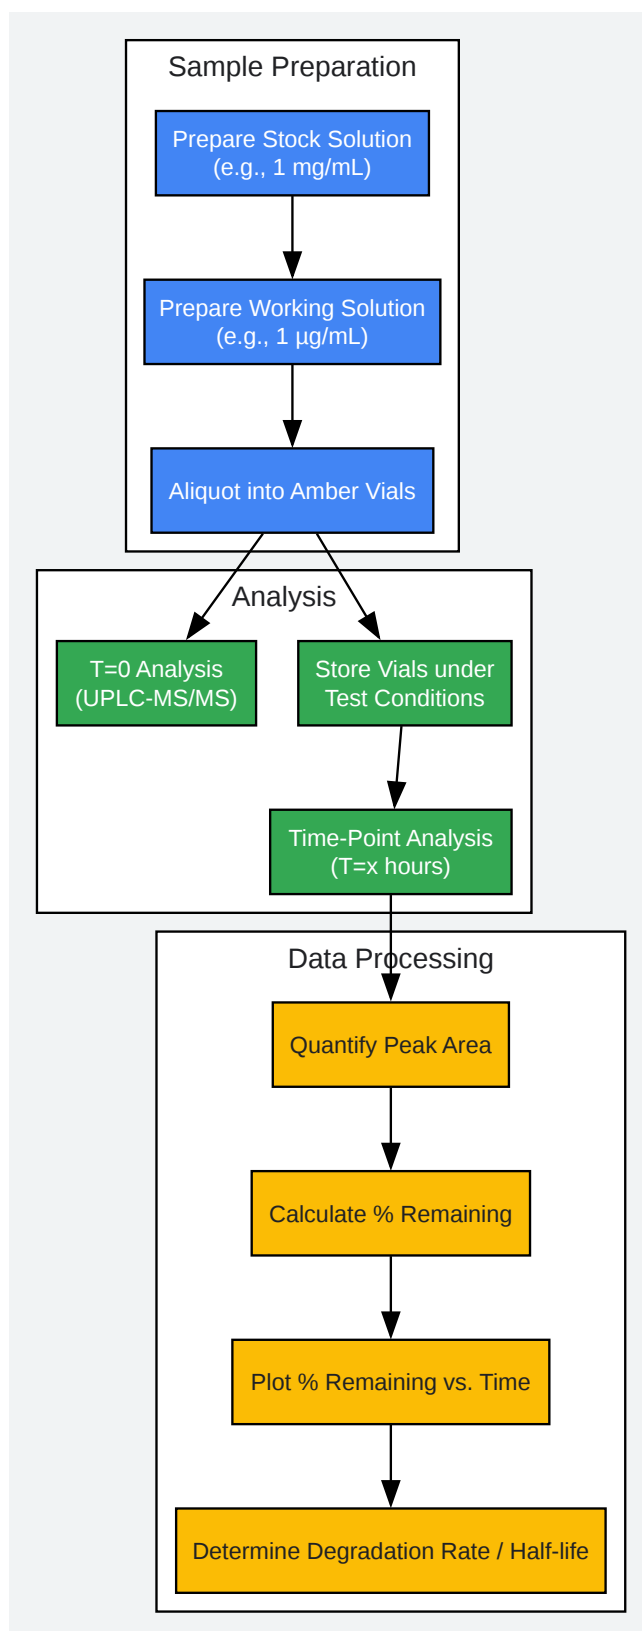 Sample Preparation
Prepare Stock Solution
(e.g., 1 mg/mL)
Prepare Working Solution
(e.g., 1 µg/mL)
Aliquot into Amber Vials
Analysis
T=0 Analysis
(UPLC-MS/MS)
Store Vials under
Test Conditions
Time-Point Analysis
(T=x hours)
Data Processing
Quantify Peak Area
Calculate % Remaining
Plot % Remaining vs. Time
Determine Degradation Rate / Half-life